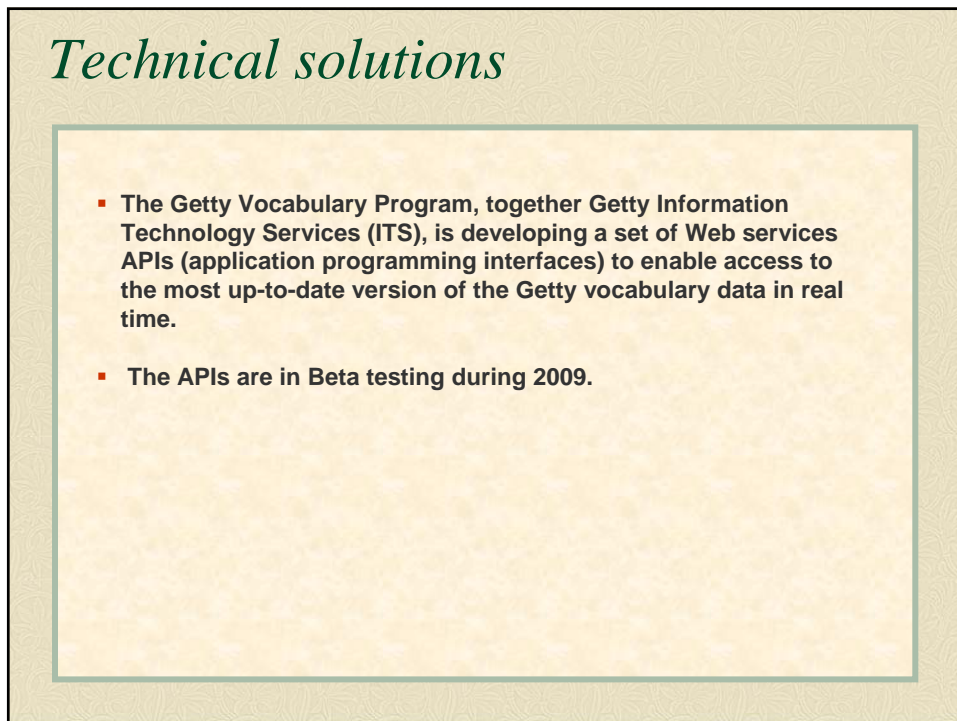 Technical solutions
▪ The Getty Vocabulary Program, together Getty Information
Technology Services (ITS), is developing a set of Web services
APIs (application programming interfaces) to enable access to
the most up-to-date version of the Getty vocabulary data in real
time.
▪ The APIs are in Beta testing during 2009.